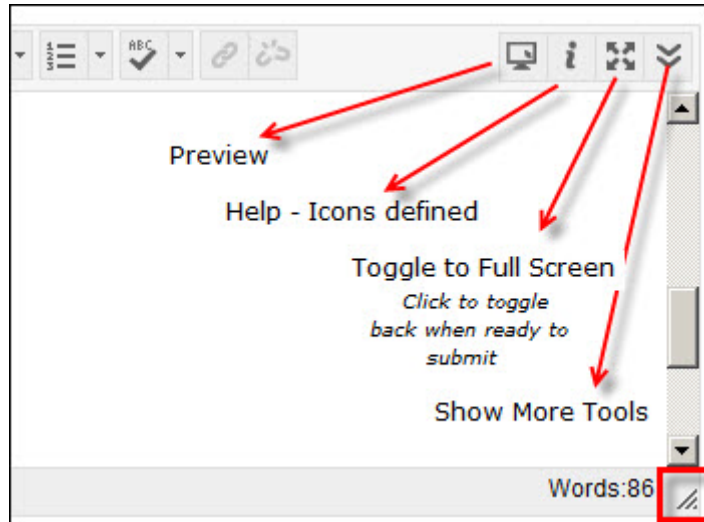 ABC
Preview
Help - Icons defined
Toggle to Full Screen
Click to toggle
back when ready to
submit
Show More Tools
Words:86